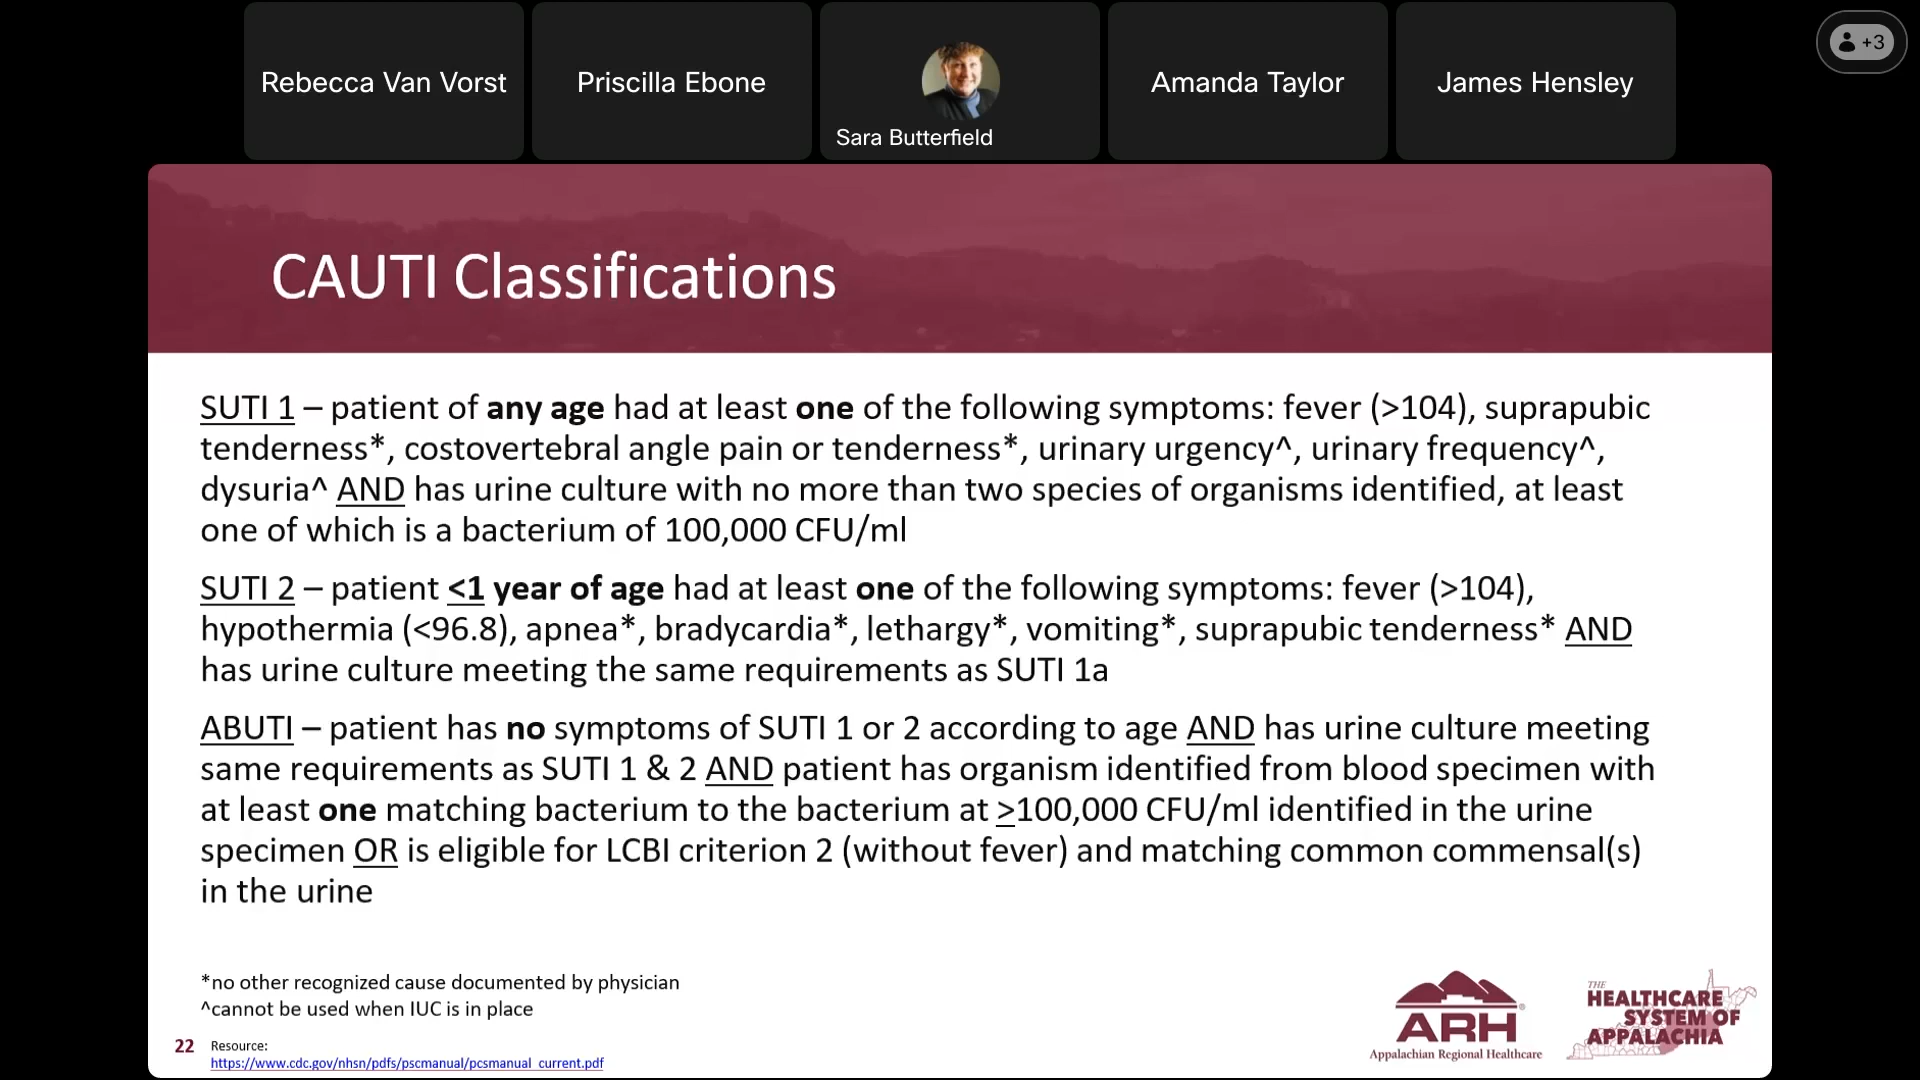 Rebecca Van Vorst
Priscilla Ebone
Sara Butterfield
Amanda Taylor
James Hensley
+3
CAUTI Classifications
SUTI 1 – patient of any age had at least one of the following symptoms: fever (>104), suprapubic
tenderness*, costovertebral angle pain or tenderness*, urinary urgency^, urinary frequency^,
dysuria^ AND has urine culture with no more than two species of organisms identified, at least
one of which is a bacterium of 100,000 CFU/ml
SUTI 2 – patient <1 year of age had at least one of the following symptoms: fever (>104),
hypothermia (<96.8), apnea*, bradycardia*, lethargy*, vomiting*, suprapubic tenderness* AND
has urine culture meeting the same requirements as SUTI 1a
ABUTI – patient has no symptoms of SUTI 1 or 2 according to age AND has urine culture meeting
same requirements as SUTI 1 & 2 AND patient has organism identified from blood specimen with
at least one matching bacterium to the bacterium at >100,000 CFU/ml identified in the urine
specimen OR is eligible for LCBI criterion 2 (without fever) and matching common commensal(s)
in the urine
*no other recognized cause documented by physician
^cannot be used when IUC is in place
22
Resource:
https://www.cdc.gov/nhsn/pdfs/pscmanual/pcsmanual_current.pdf
ARH
Appalachian Regional Healthcare
THE
HEALTHCARE
SYSTEM OF
APPALACHIA